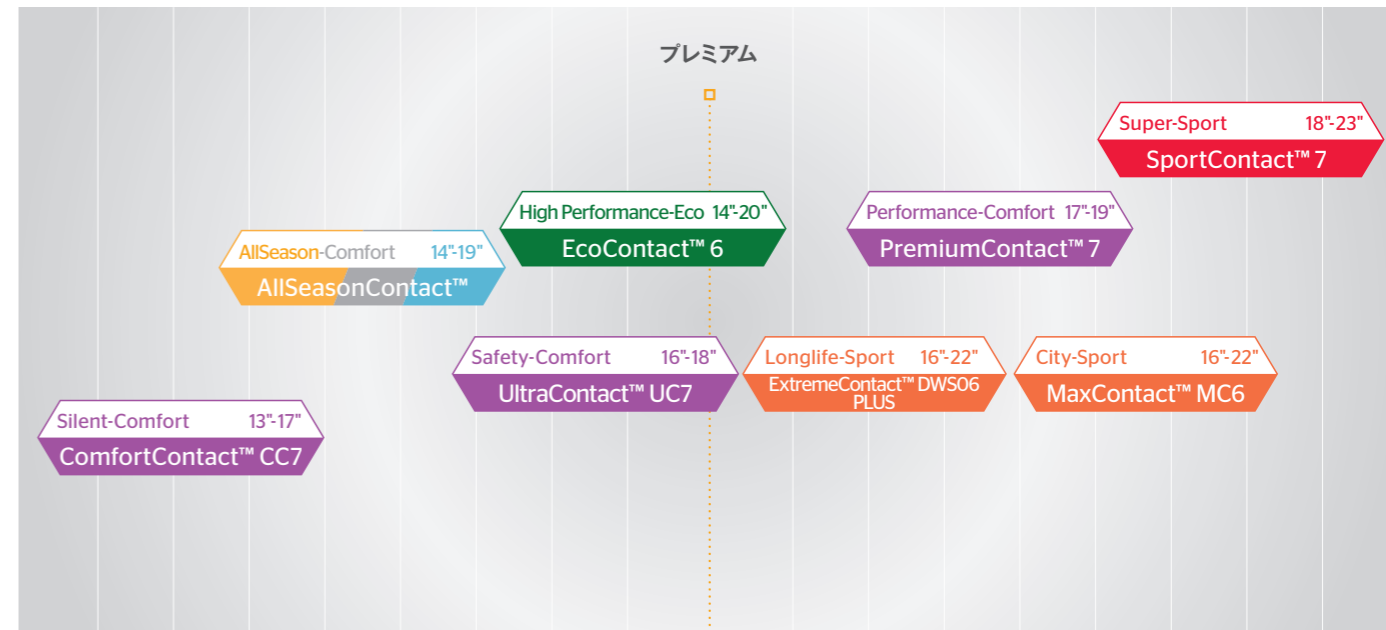 プレミアム
Super-Sport 18"-23"
SportContact™ 7
High Performance-Eco 14"-20"
EcoContact™ 6
Performance-Comfort 17"-19"
PremiumContact™ 7
AllSeason-Comfort 14"-19"
AllSeasonContact™
Safety-Comfort 16"-18"
UltraContact™ UC7
Longlife-Sport 16"-22"
ExtremeContact™ DWS06
PLUS
City-Sport 16"-22"
MaxContact™ MC6
Silent-Comfort 13"-17"
ComfortContact™ CC7